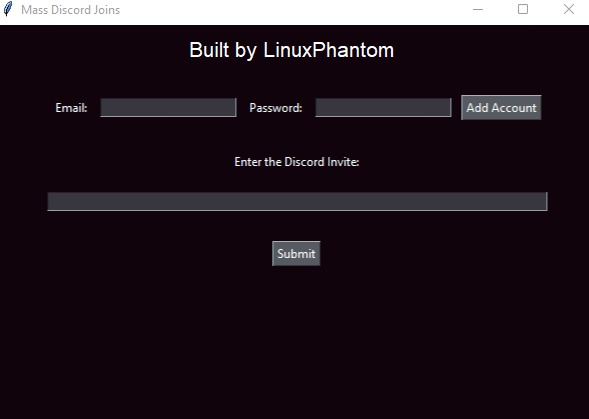 Mass Discord Joins
Built by LinuxPhantom
Email: Password: Add Account
Enter the Discord Invite:
Submit